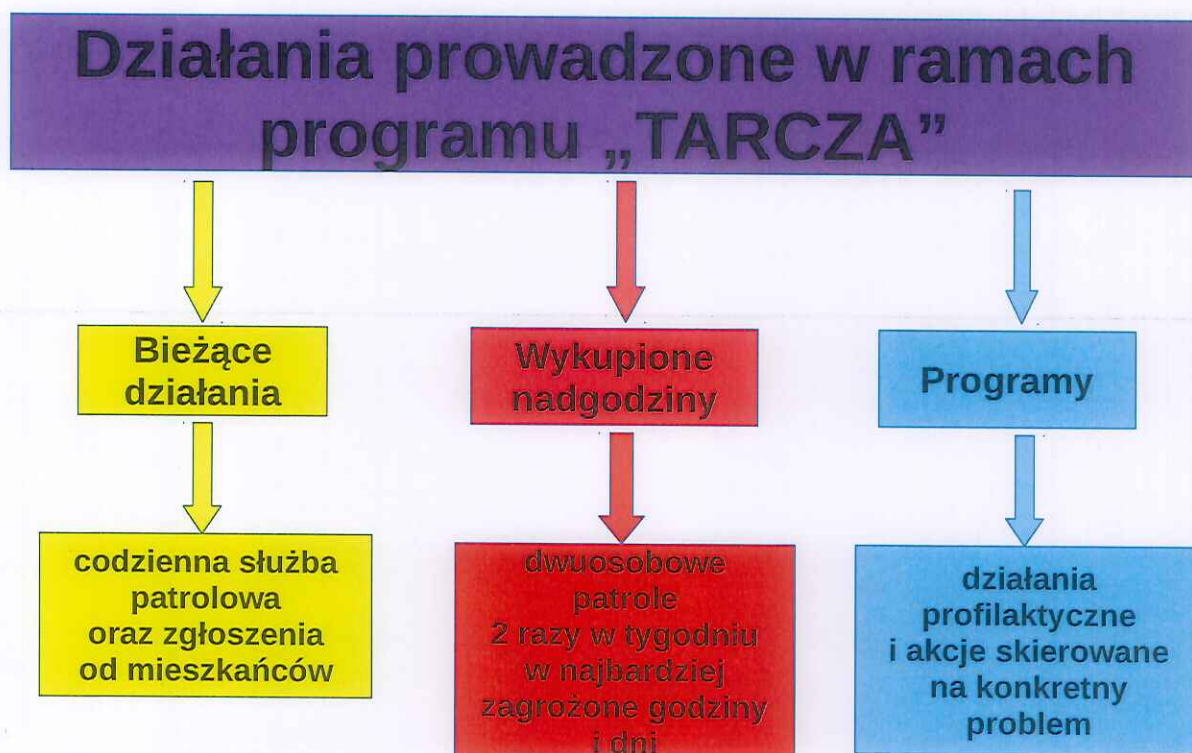 Działania prowadzone w ramach
programu „TARCZA”
Bieżące
działania
Wykupione
nadgodziny
Programy
codzienna służba
patrolowa
oraz zgłoszenia
od mieszkańców
dwuosobowe
patrole
2 razy w tygodniu
w najbardziej
zagrożone godziny
i dni
działania
profilaktyczne
i akcje skierowane
na konkretny
problem